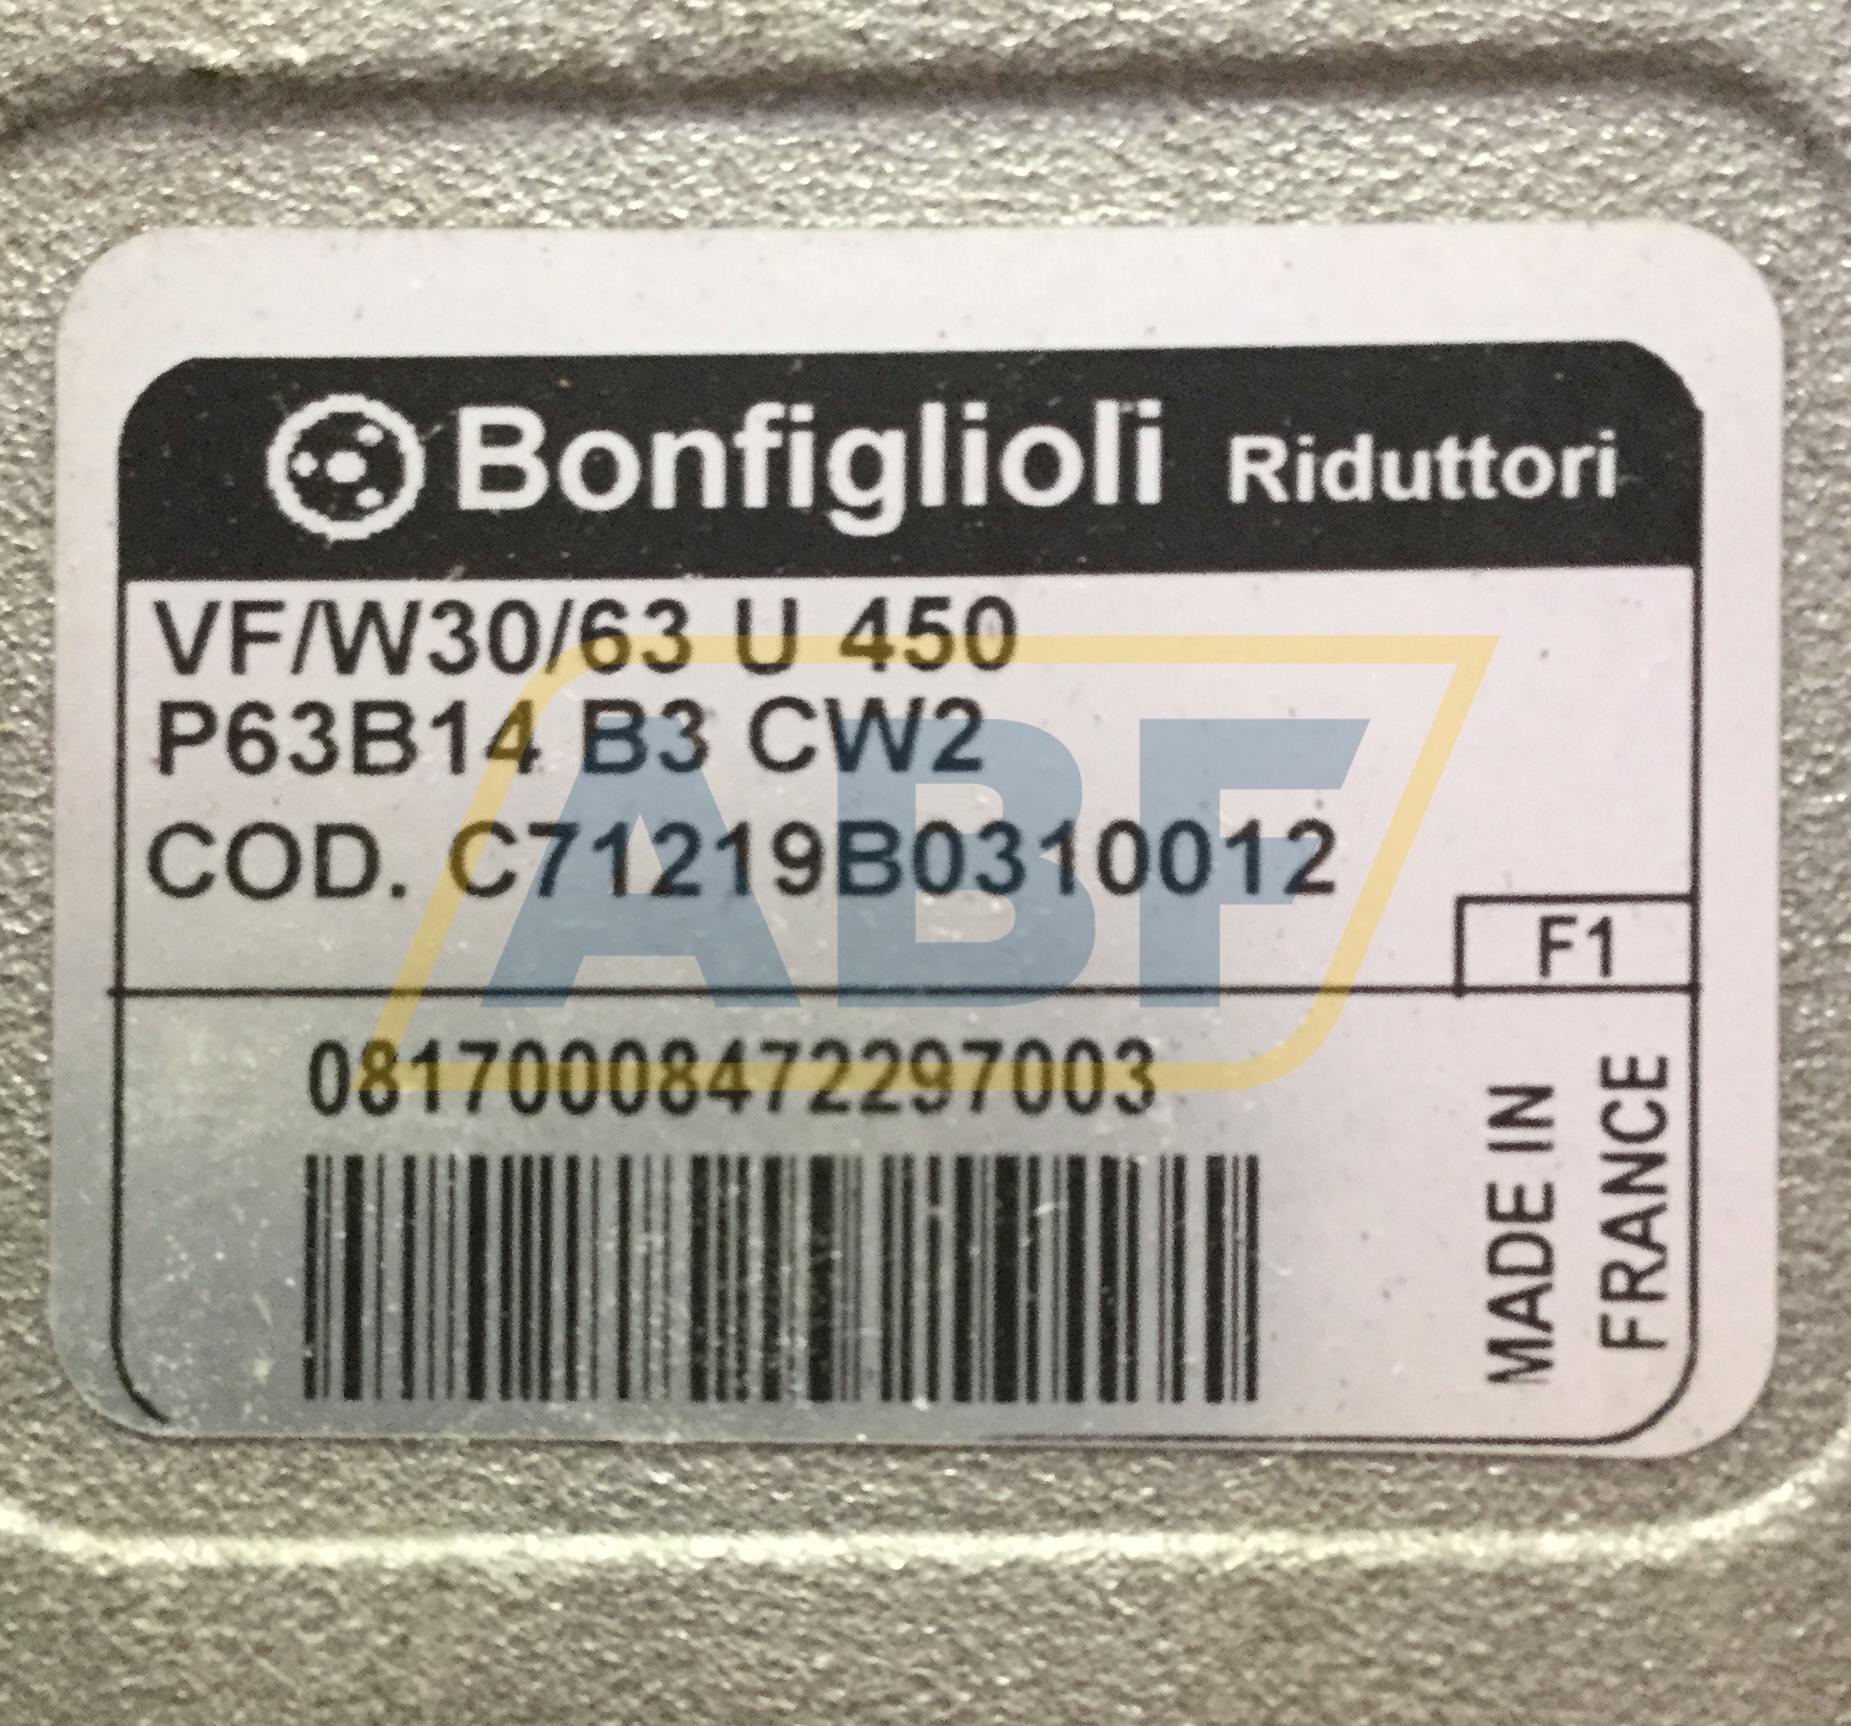 Bonfiglioli Riduttori
VF/W30/63 U 450
P63B14 B3 CW2
COD. C71219B0310012
F1
08170008472297003
MADE IN
FRANCE
ABF